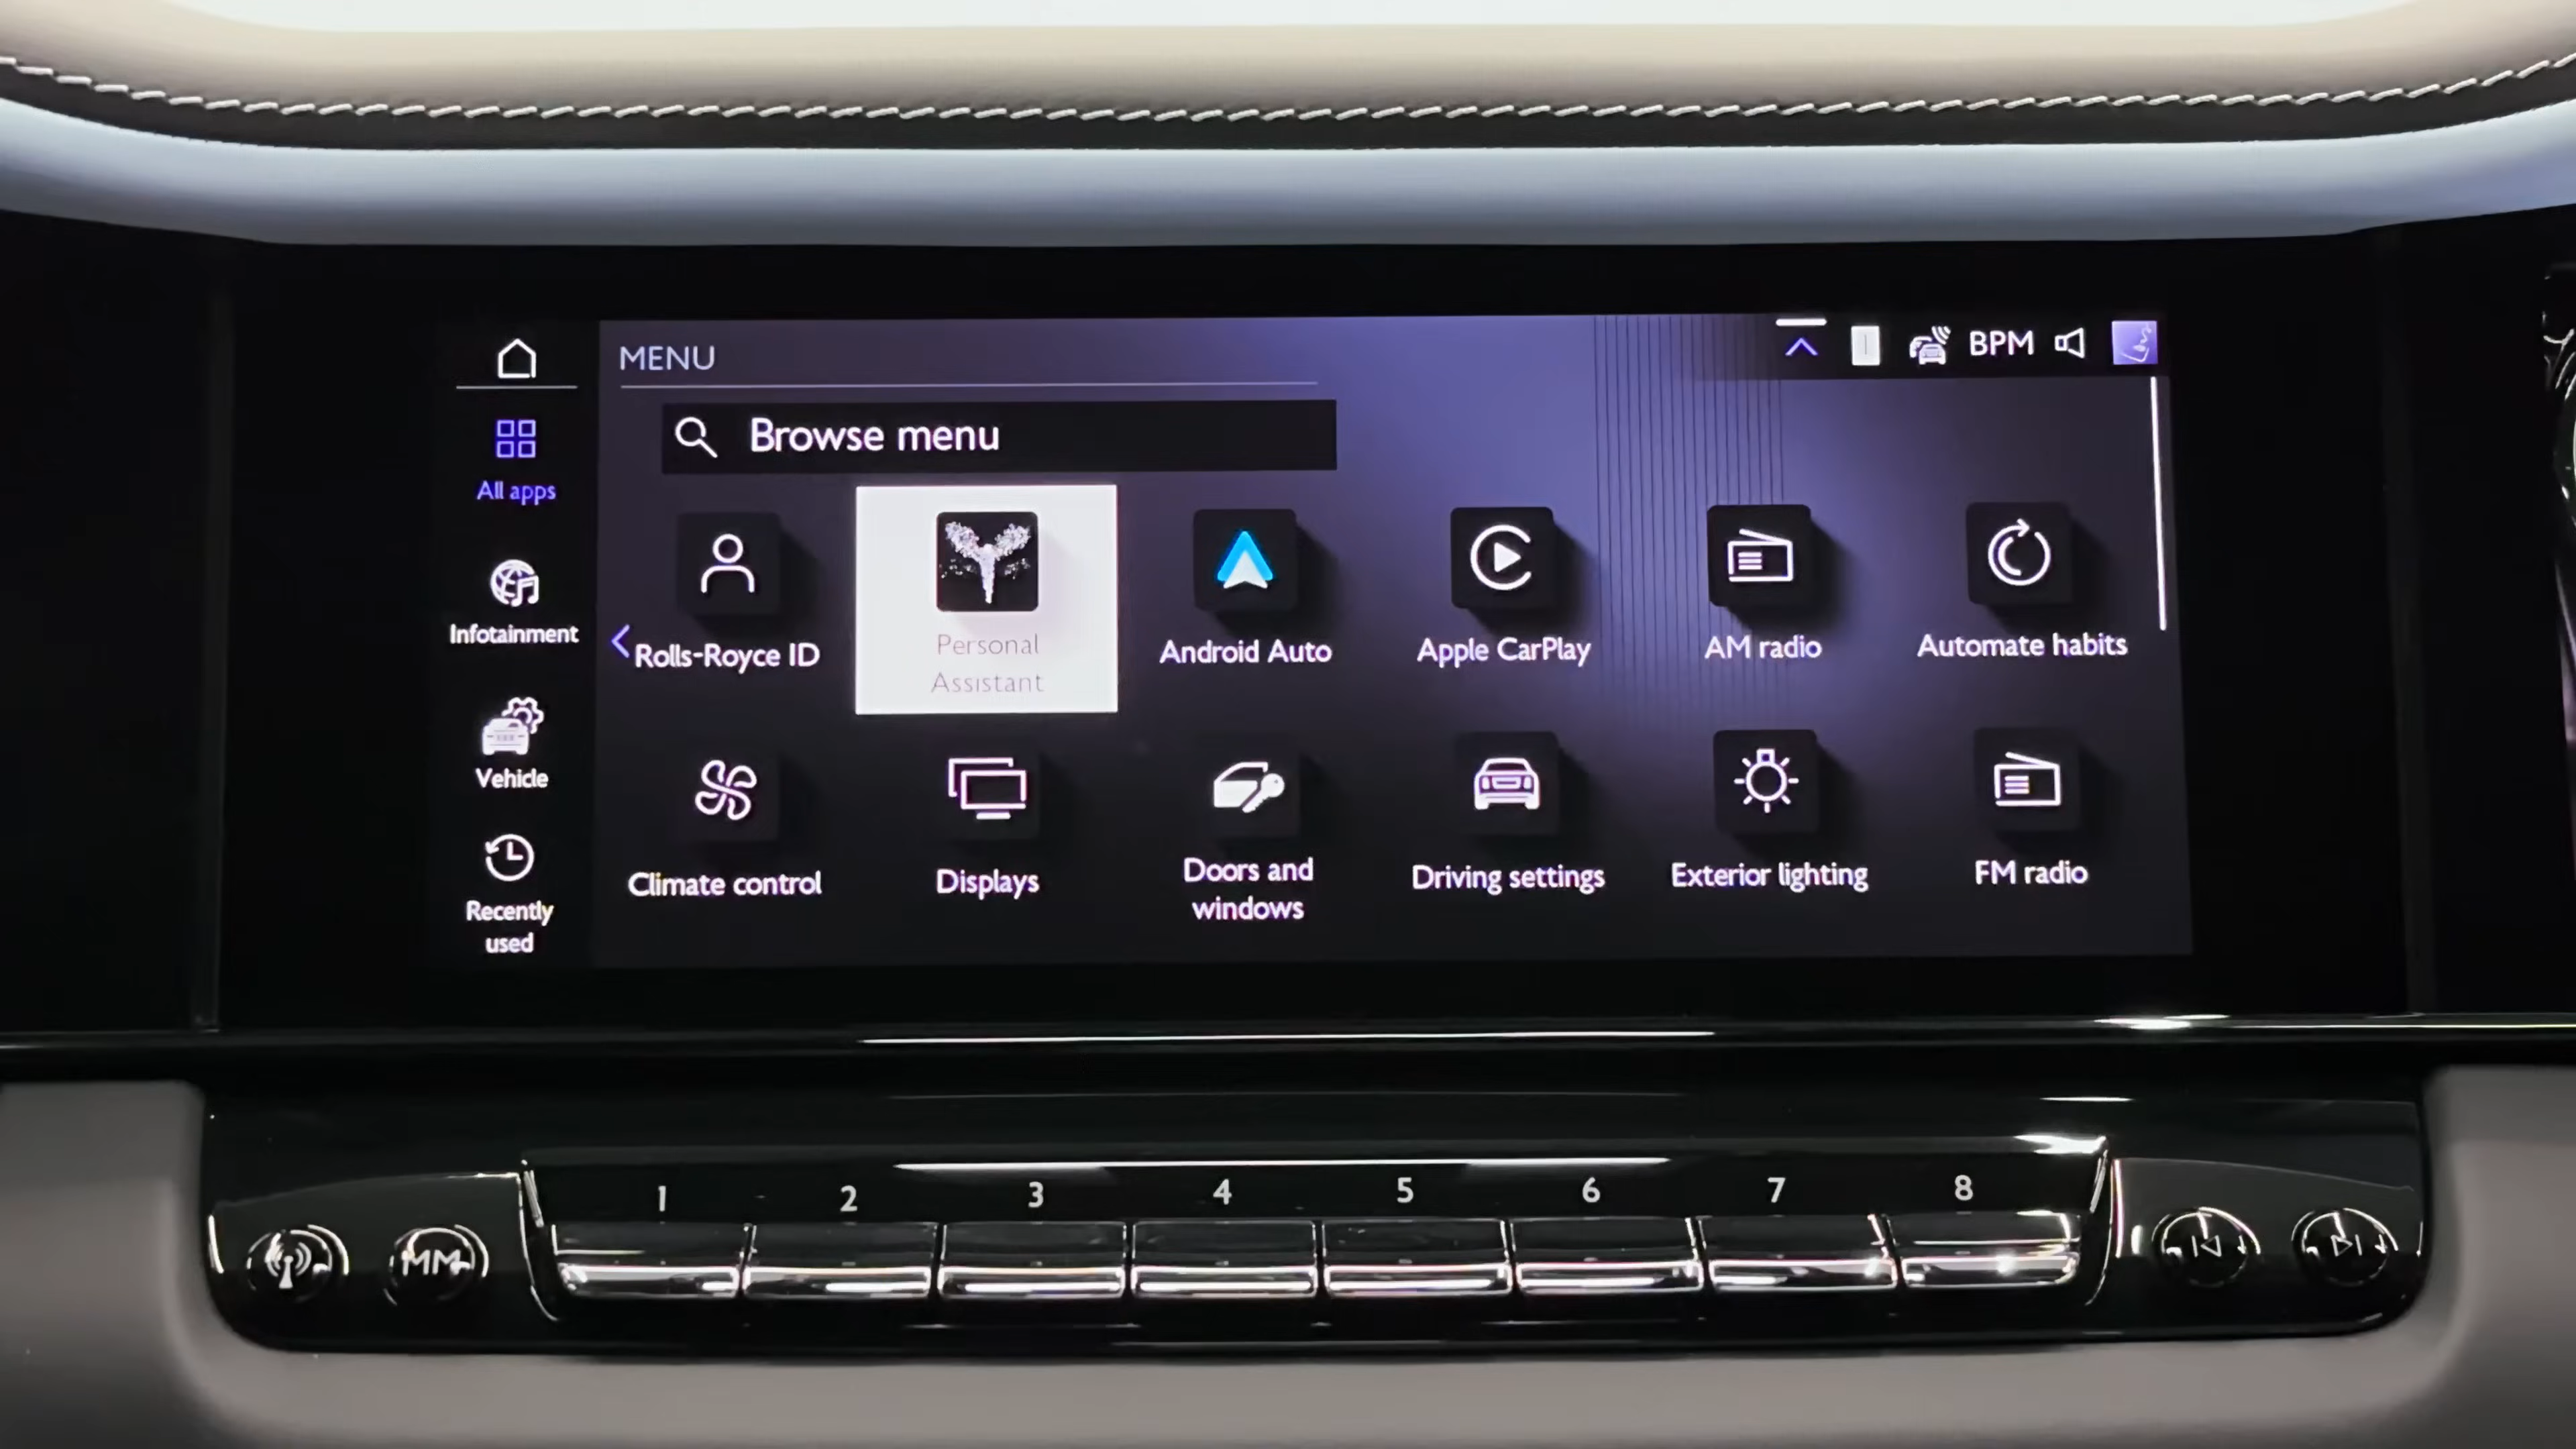 MENU
BPM
Browse menu
All apps
Infotainment
Vehicle
Recently
used
Rolls-Royce ID
Personal
Assistant
Android Auto
Apple CarPlay
AM radio
Automate habits
Climate control
Displays
Doors and
windows
Driving settings
Exterior lighting
FM radio
1 2 3 4 5 6 7 8
MM